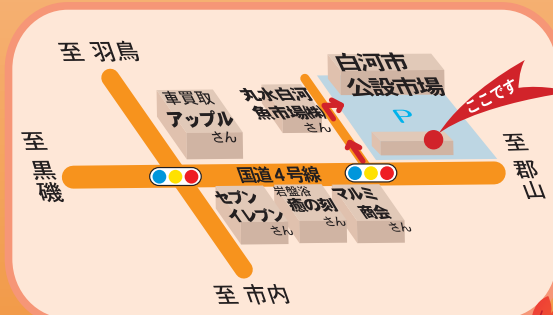 至 羽鳥
白河市
公設市場
車買取
アップル
さん
丸水白河
魚市場㈱
さん
P
ここです
至 黒磯
国道4号線
至 郡山
セブン
イレブン
さん
岩盤浴
癒の刻
さん
マルミ
商会
さん
至 市内